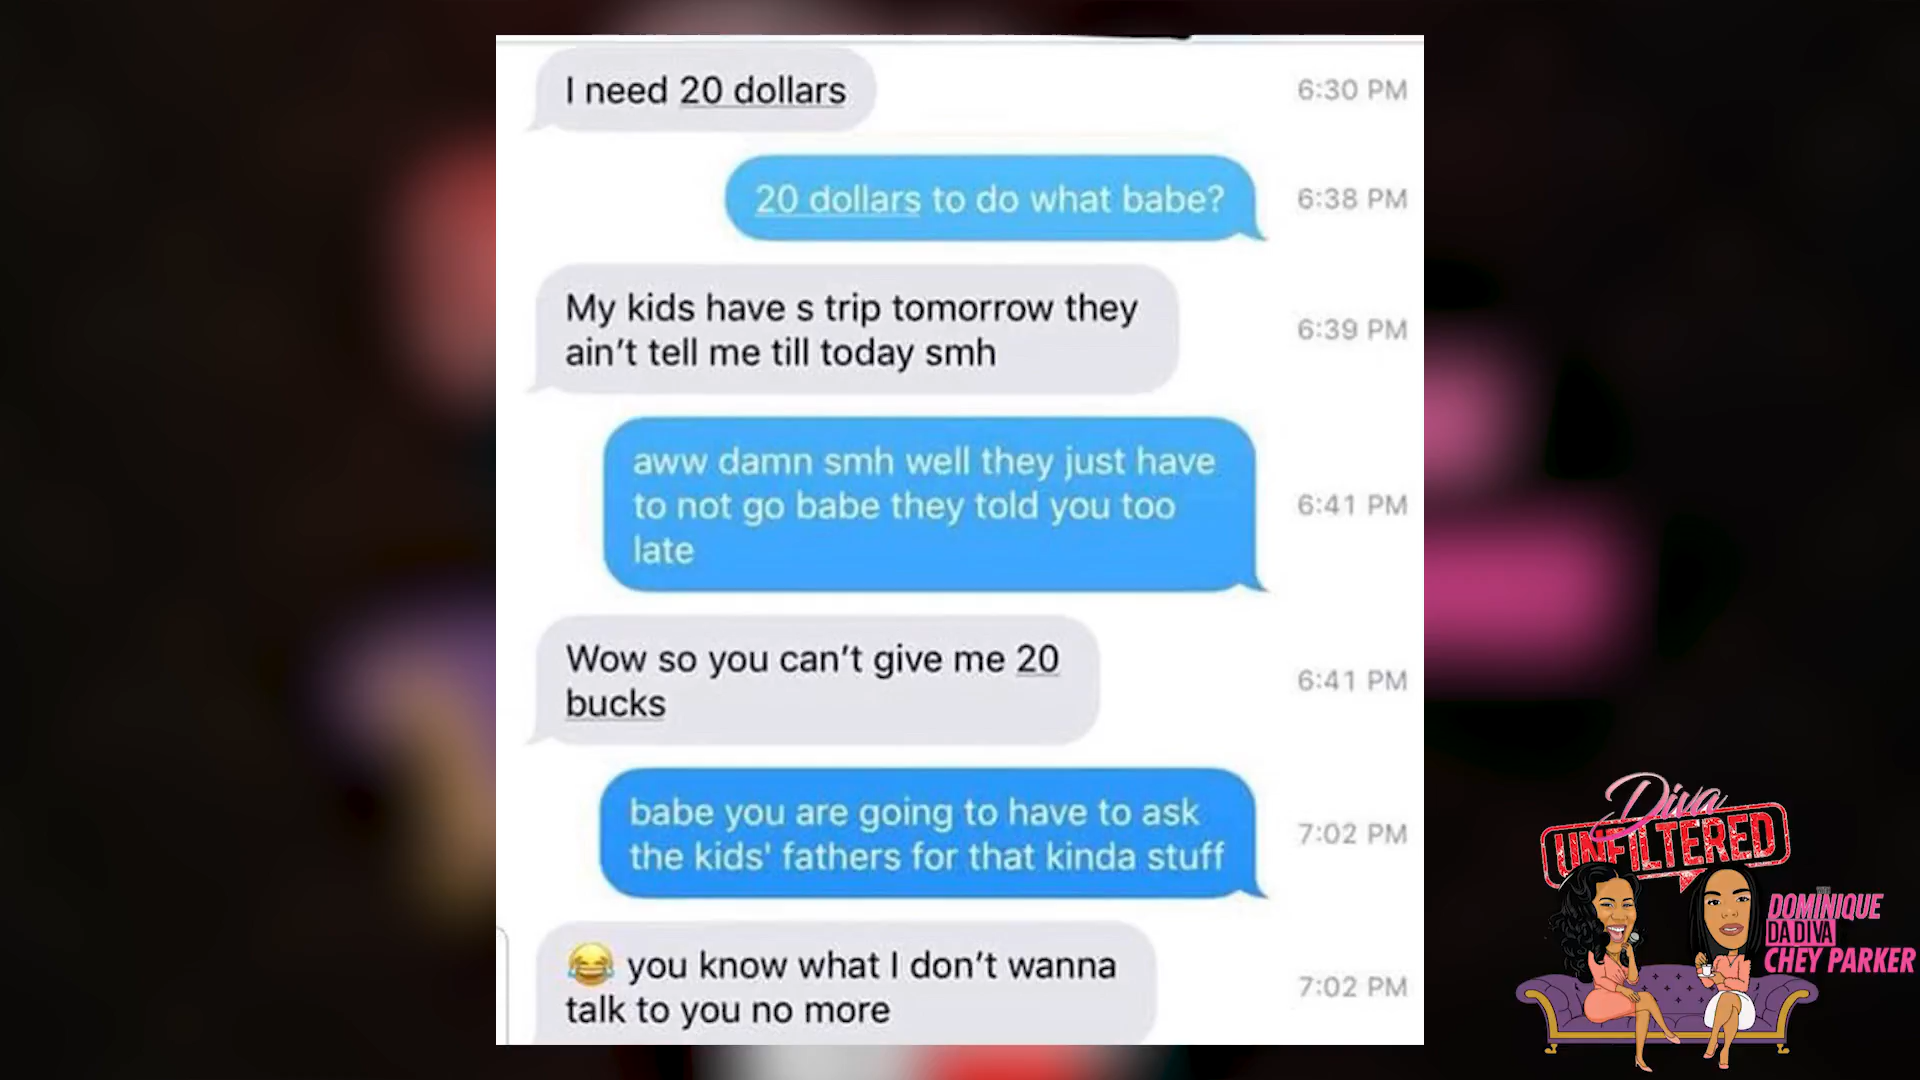 I need 20 dollars
6:30 PM
20 dollars to do what babe?
6:38 PM
My kids have s trip tomorrow they
ain't tell me till today smh
6:39 PM
aww damn smh well they just have
to not go babe they told you too
late
6:41 PM
Wow so you can't give me 20
bucks
6:41 PM
babe you are going to have to ask
the kids' fathers for that kinda stuff
7:02 PM
😂 you know what I don't wanna
talk to you no more
7:02 PM
Diva
UNFILTERED
WITH
DOMINIQUE
DA DIVA
CHEY PARKER